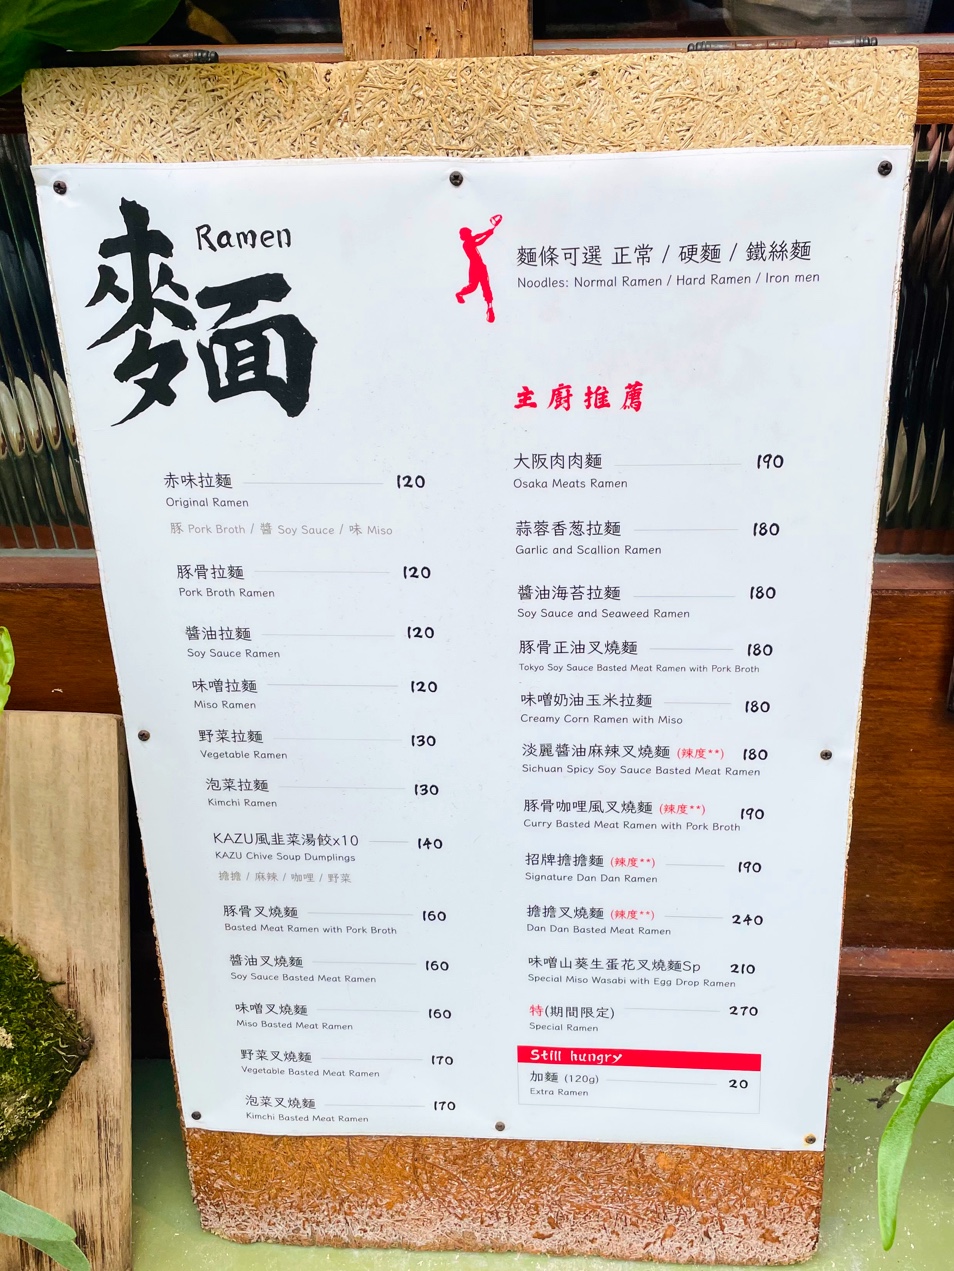 麵
Ramen
麵條可選 正常 / 硬麵 / 鐵絲麵
Noodles: Normal Ramen / Hard Ramen / Iron men
赤味拉麵 120
Original Ramen
豚 Pork Broth / 醬 Soy Sauce / 味 Miso
豚骨拉麵 120
Pork Broth Ramen
醬油拉麵 120
Soy Sauce Ramen
味噌拉麵 120
Miso Ramen
野菜拉麵 130
Vegetable Ramen
泡菜拉麵 130
Kimchi Ramen
KAZU風韭菜湯餃x10 140
KAZU Chive Soup Dumplings
擔擔 / 麻辣 / 咖哩 / 野菜
豚骨叉燒麵 160
Basted Meat Ramen with Pork Broth
醬油叉燒麵 160
Soy Sauce Basted Meat Ramen
味噌叉燒麵 160
Miso Basted Meat Ramen
野菜叉燒麵 170
Vegetable Basted Meat Ramen
泡菜叉燒麵 170
Kimchi Basted Meat Ramen
主廚推薦
大阪肉肉麵 190
Osaka Meats Ramen
蒜蓉香葱拉麵 180
Garlic and Scallion Ramen
醬油海苔拉麵 180
Soy Sauce and Seaweed Ramen
豚骨正油叉燒麵 180
Tokyo Soy Sauce Basted Meat Ramen with Pork Broth
味噌奶油玉米拉麵 180
Creamy Corn Ramen with Miso
淡麗醬油麻辣叉燒麵 (辣度**) 180
Sichuan Spicy Soy Sauce Basted Meat Ramen
豚骨咖哩風叉燒麵 (辣度**) 190
Curry Basted Meat Ramen with Pork Broth
招牌擔擔麵 (辣度**) 190
Signature Dan Dan Ramen
擔擔叉燒麵 (辣度**) 240
Dan Dan Basted Meat Ramen
味噌山葵生蛋花叉燒麵Sp 210
Special Miso Wasabi with Egg Drop Ramen
特(期間限定) 270
Special Ramen
Still hungry
加麵 (120g) 20
Extra Ramen